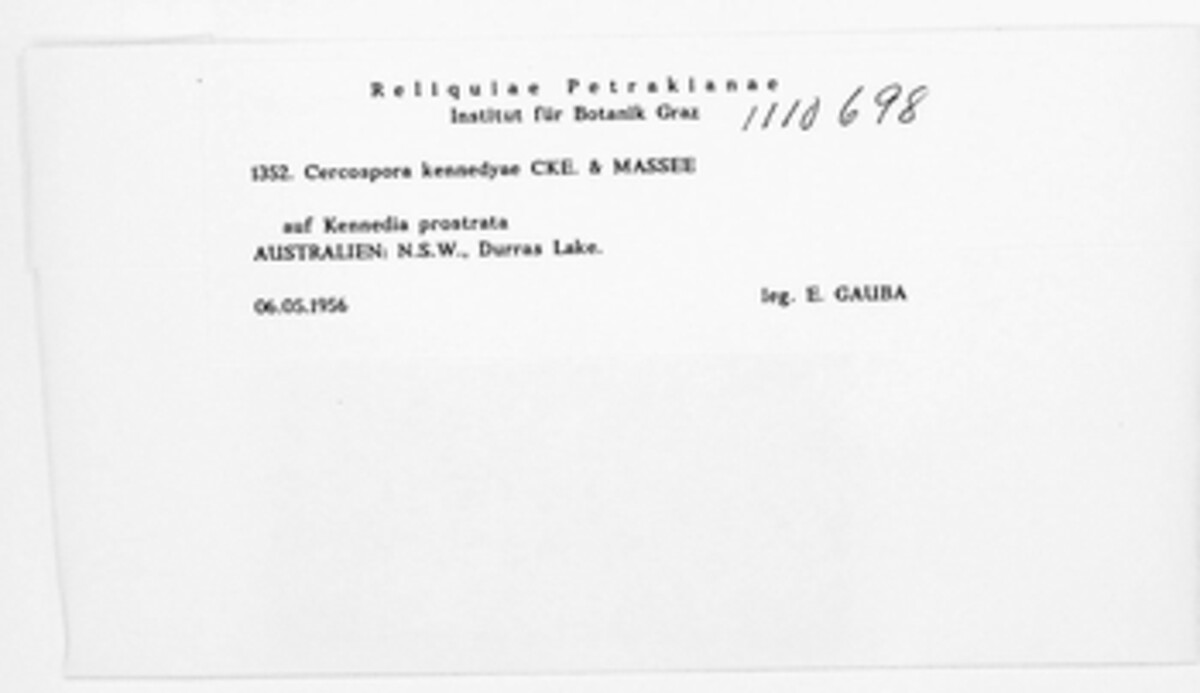 Reliquiae Petrakianae
Institut für Botanik Graz 1110698
1352. Cercospora kennedyae CKE. & MASSEE
auf Kennedia prostrata
AUSTRALIEN: N.S.W., Durras Lake.
06.05.1956 leg. E. GAUBA